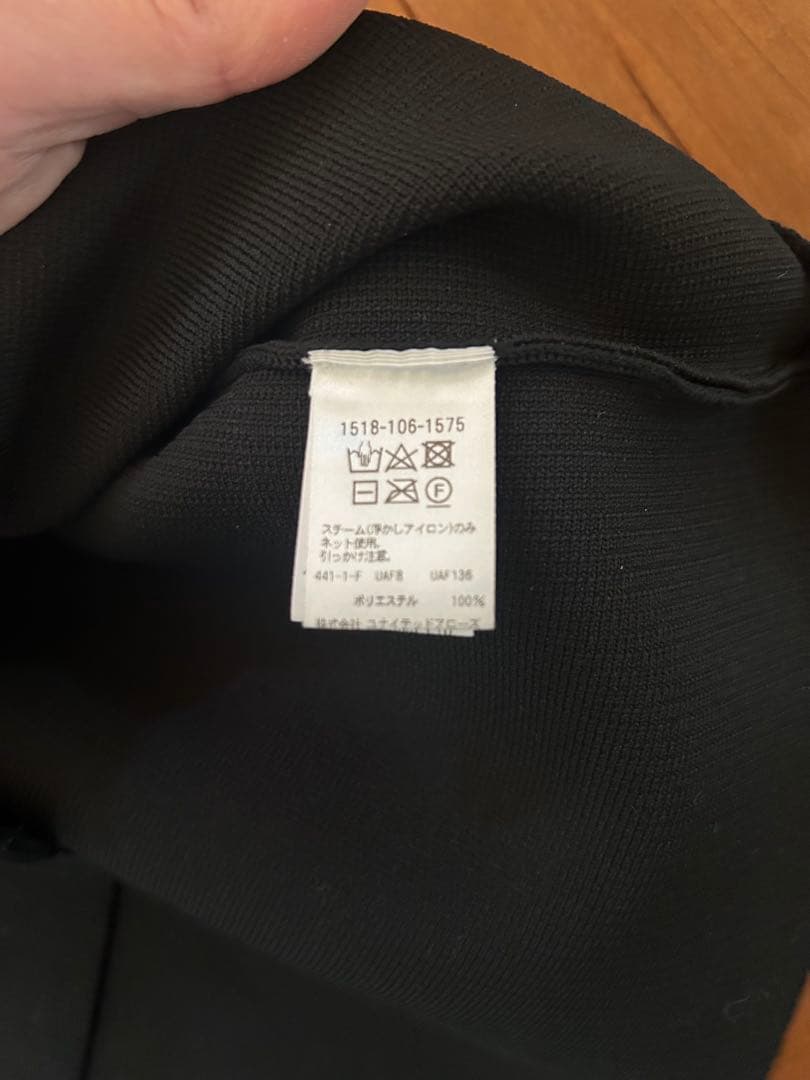 1518-106-1575
F
スチーム(浮かしアイロン)のみ
ネット使用。
引っかけ注意。
441-1-F UAF8 UAF136
ポリエステル 100%
株式会社 ユナイテッドアローズ